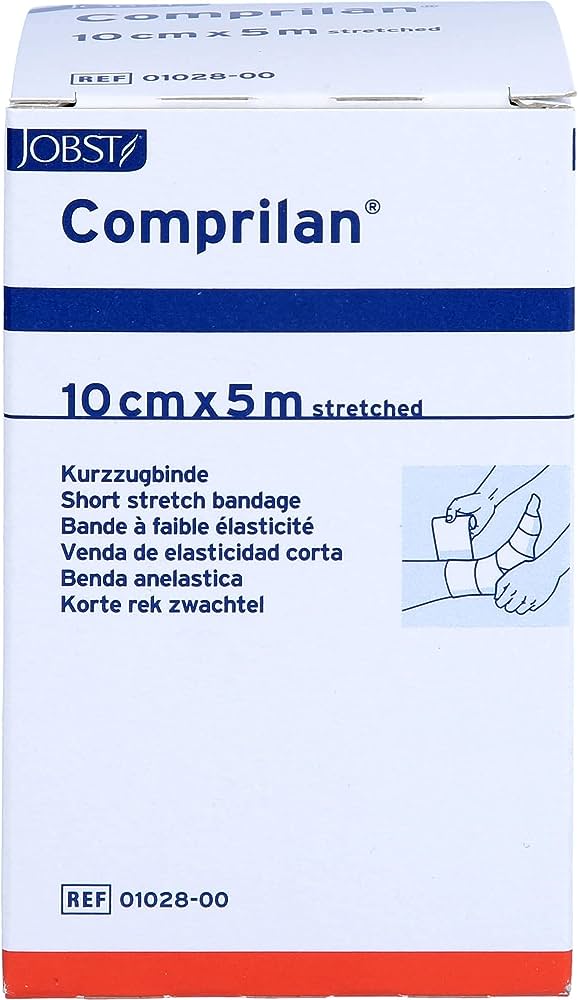 Comprilan®
10 cm x 5 m stretched
REF 01028-00
JOBST
Comprilan®
10 cm x 5 m stretched
Kurzzugbinde
Short stretch bandage
Bande à faible élasticité
Venda de elasticidad corta
Benda anelastica
Korte rek zwachtel
REF 01028-00